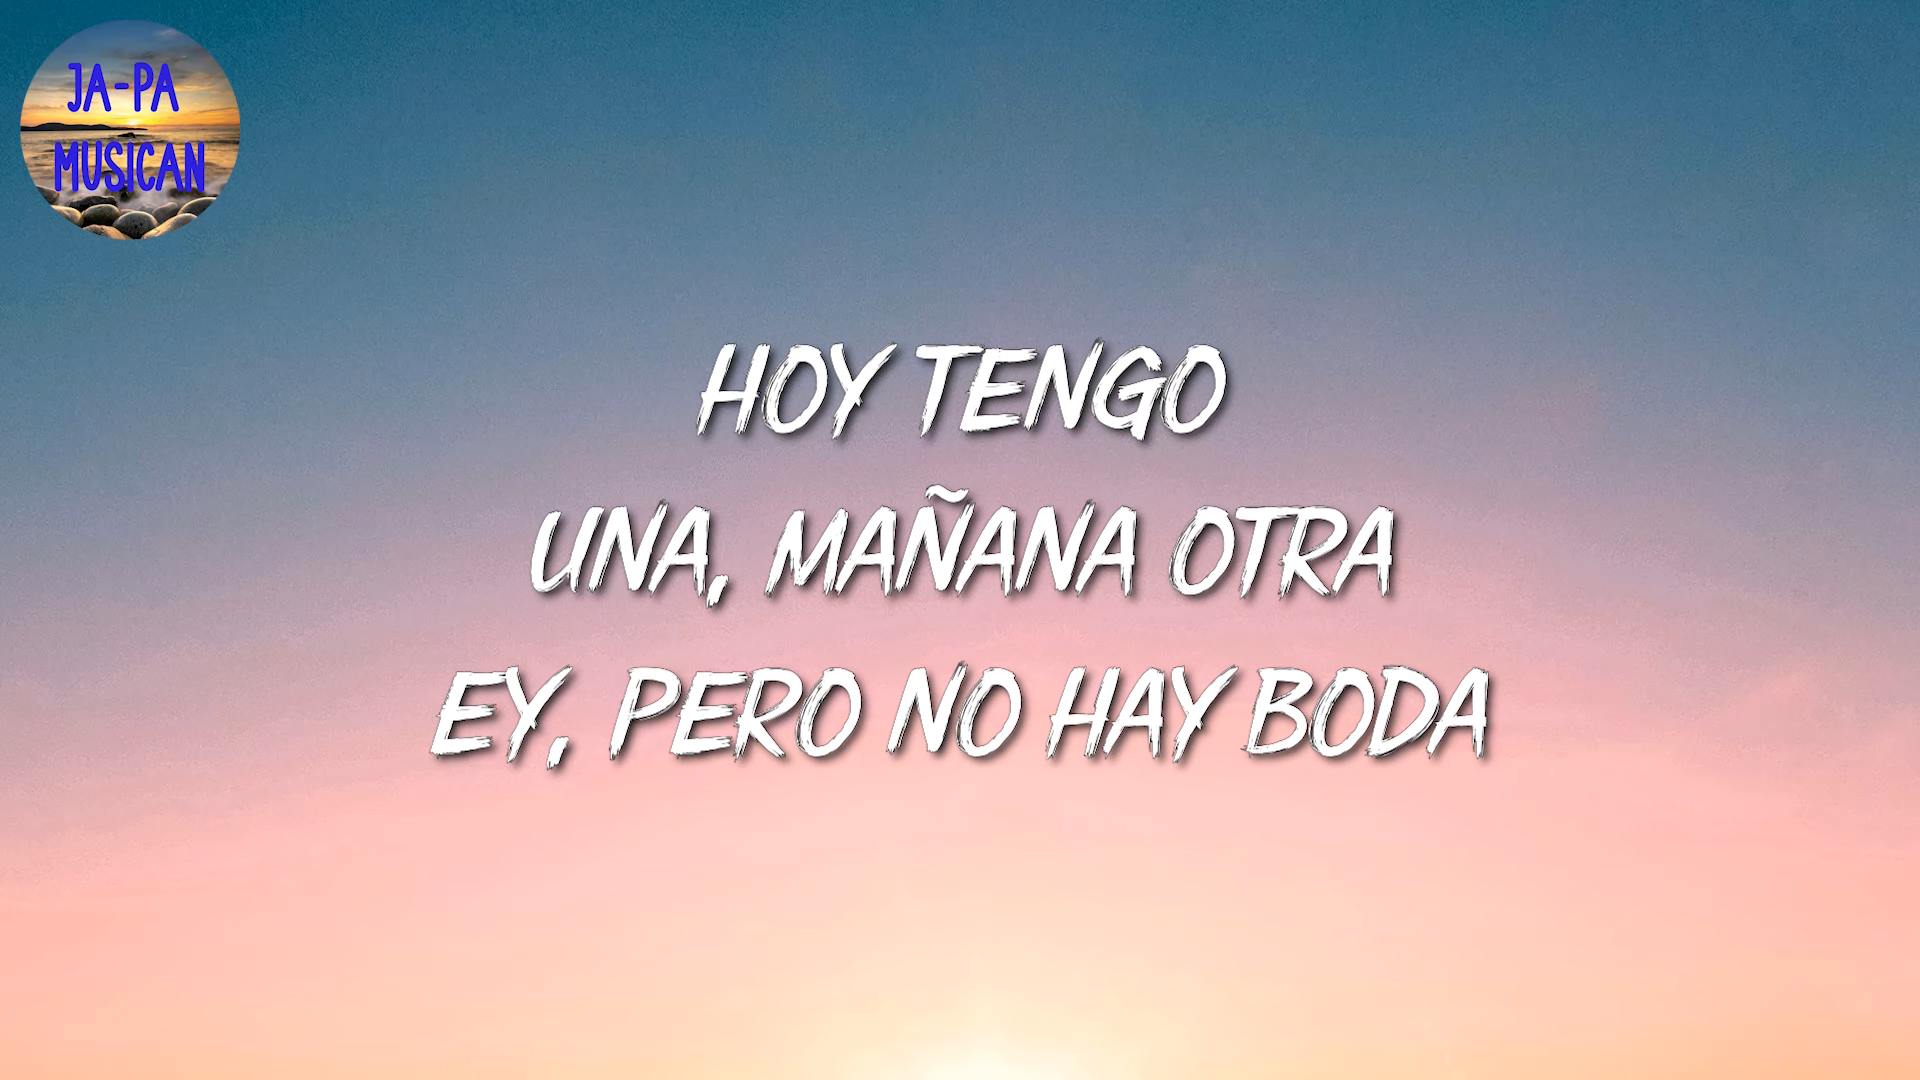 JA-PA
MUSICAN
HOY TENGO
UNA, MAÑANA OTRA
EY, PERO NO HAY BODA